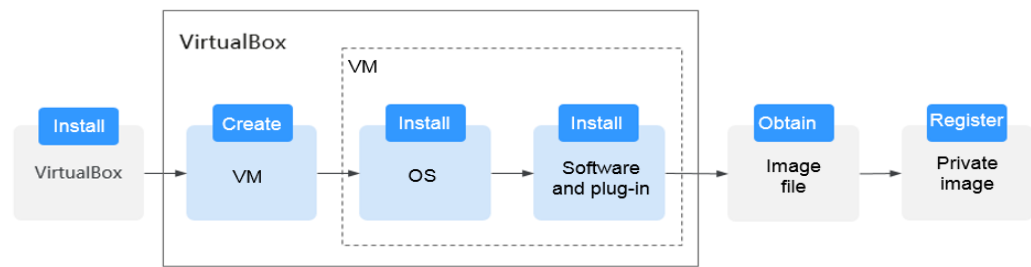 VirtualBox
VM
Install
VirtualBox
Create
VM
Install
OS
Install
Software
and plug-in
Obtain
Image
file
Register
Private
image